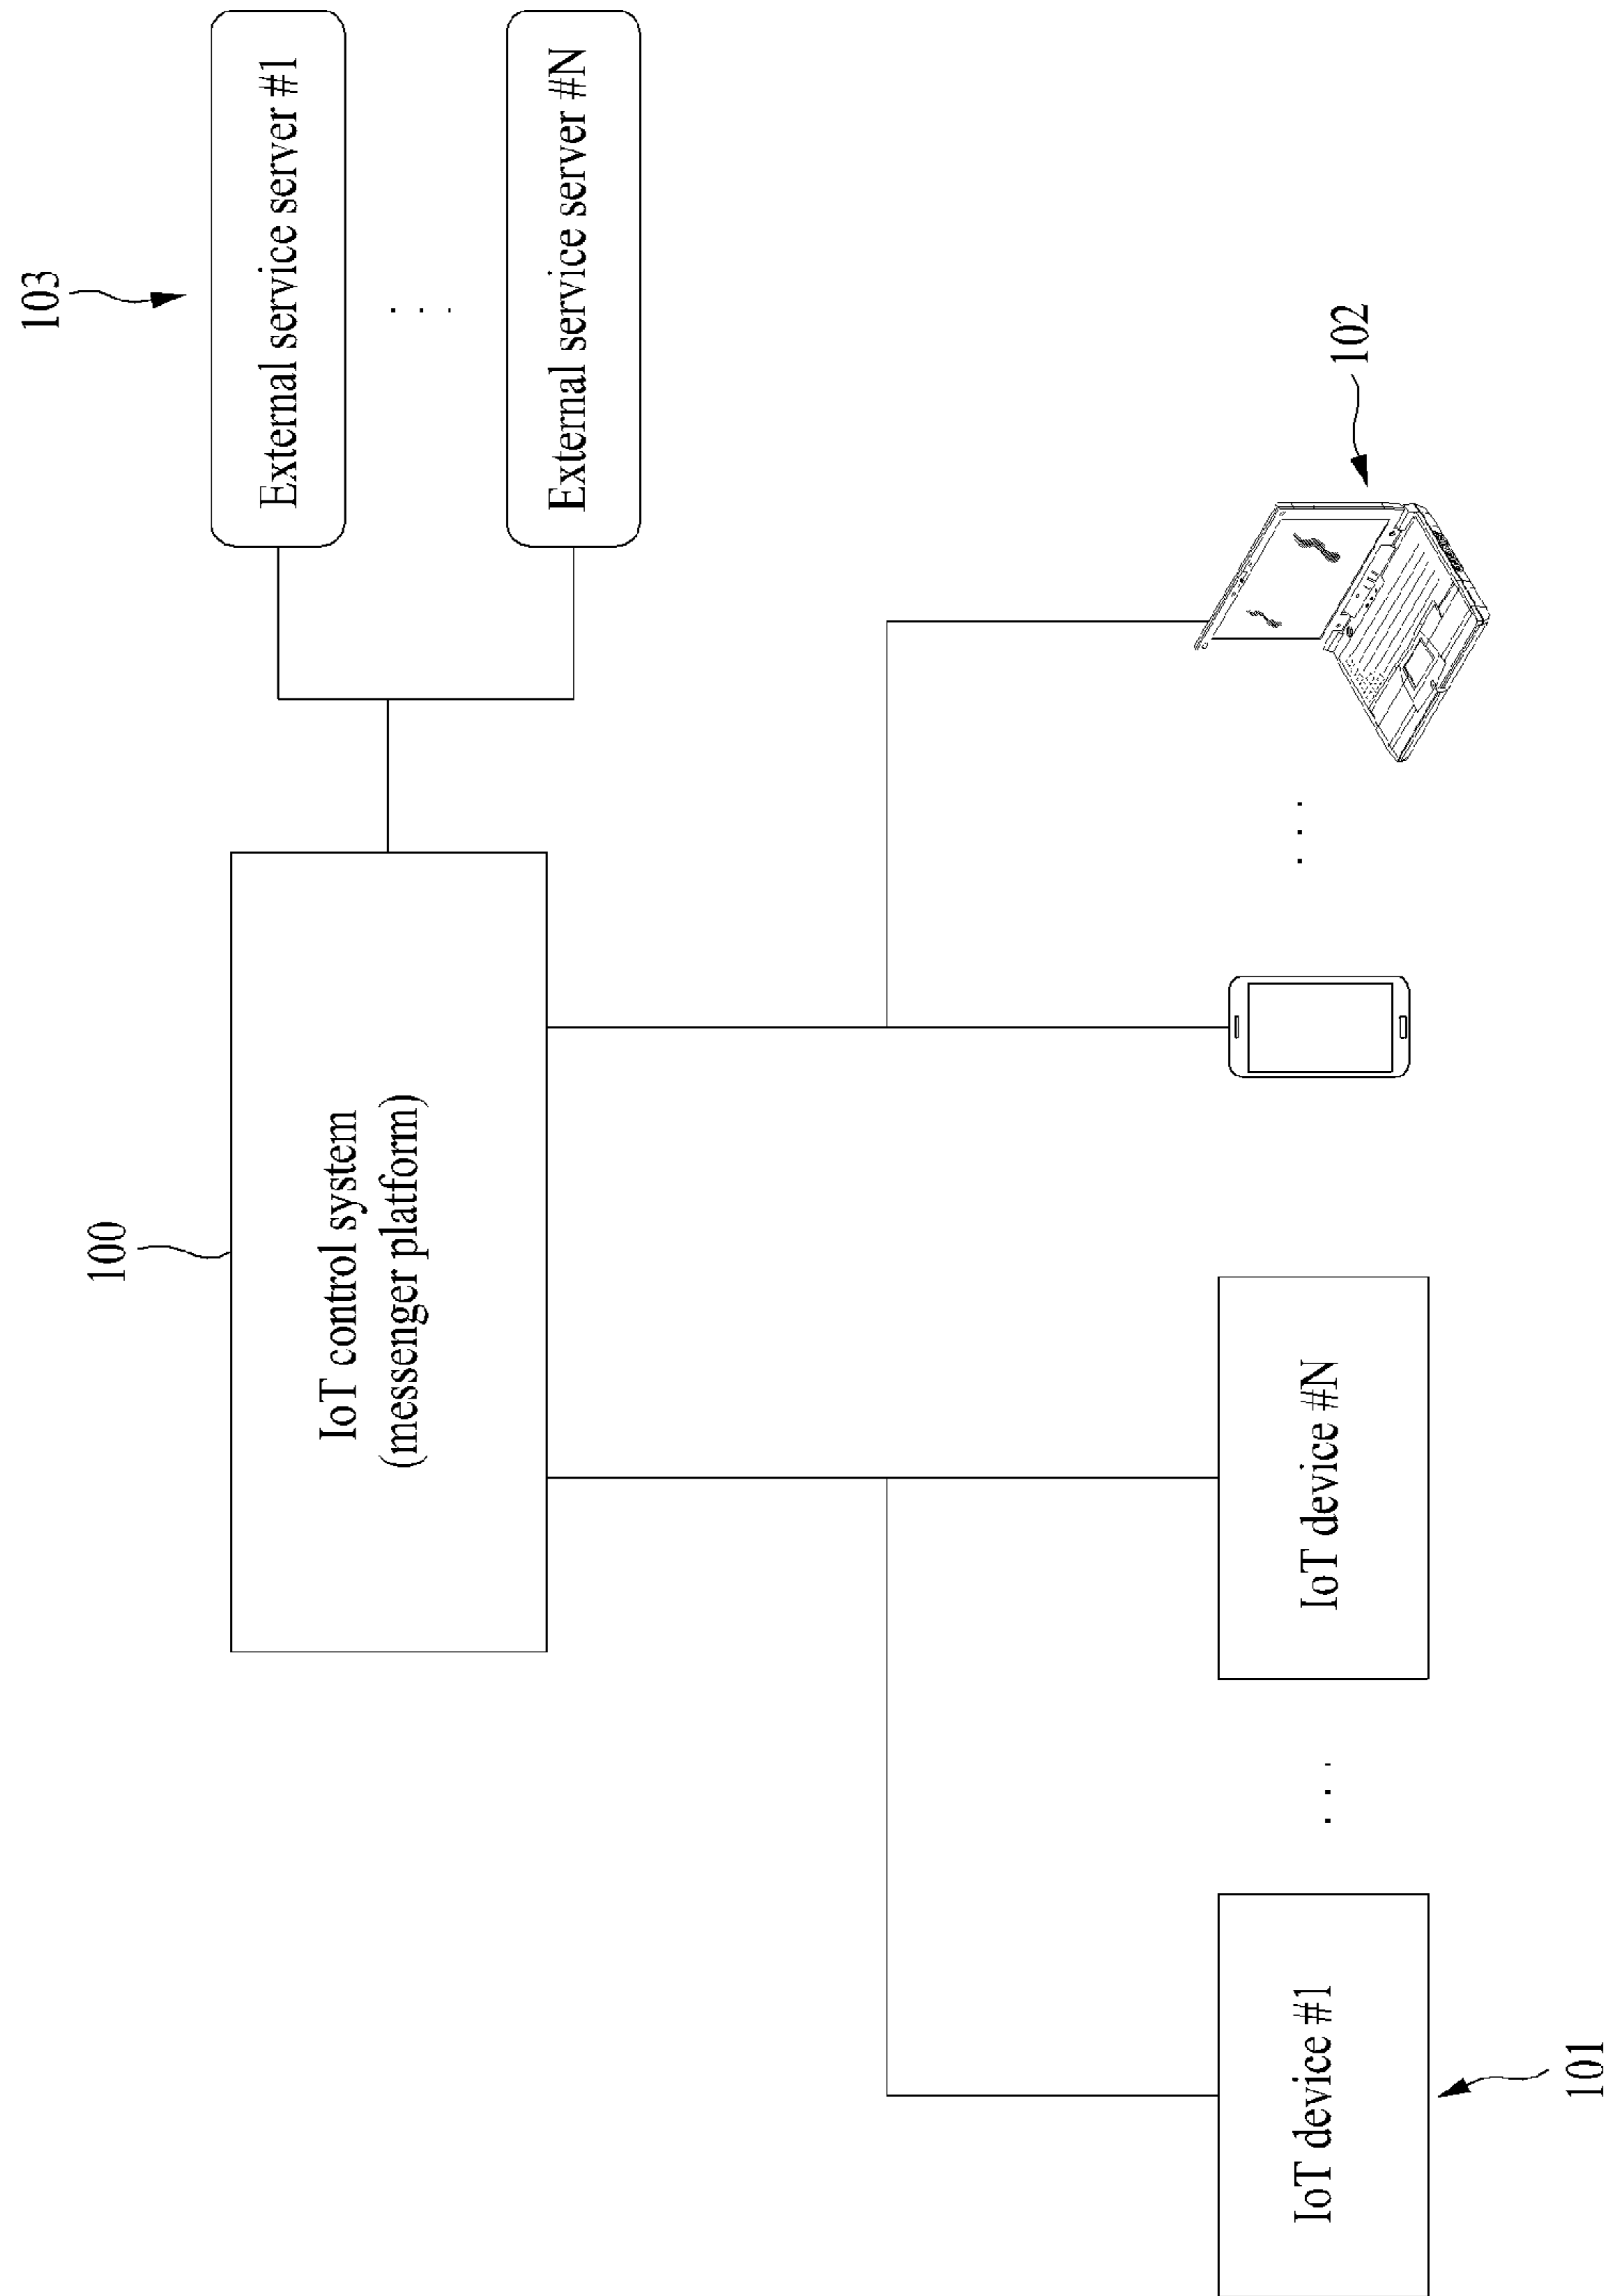 100
IoT control system
(messenger platform)
103
External service server #1
. . .
External service server #N
IoT device #1
. . .
IoT device #N
. . .
101
102